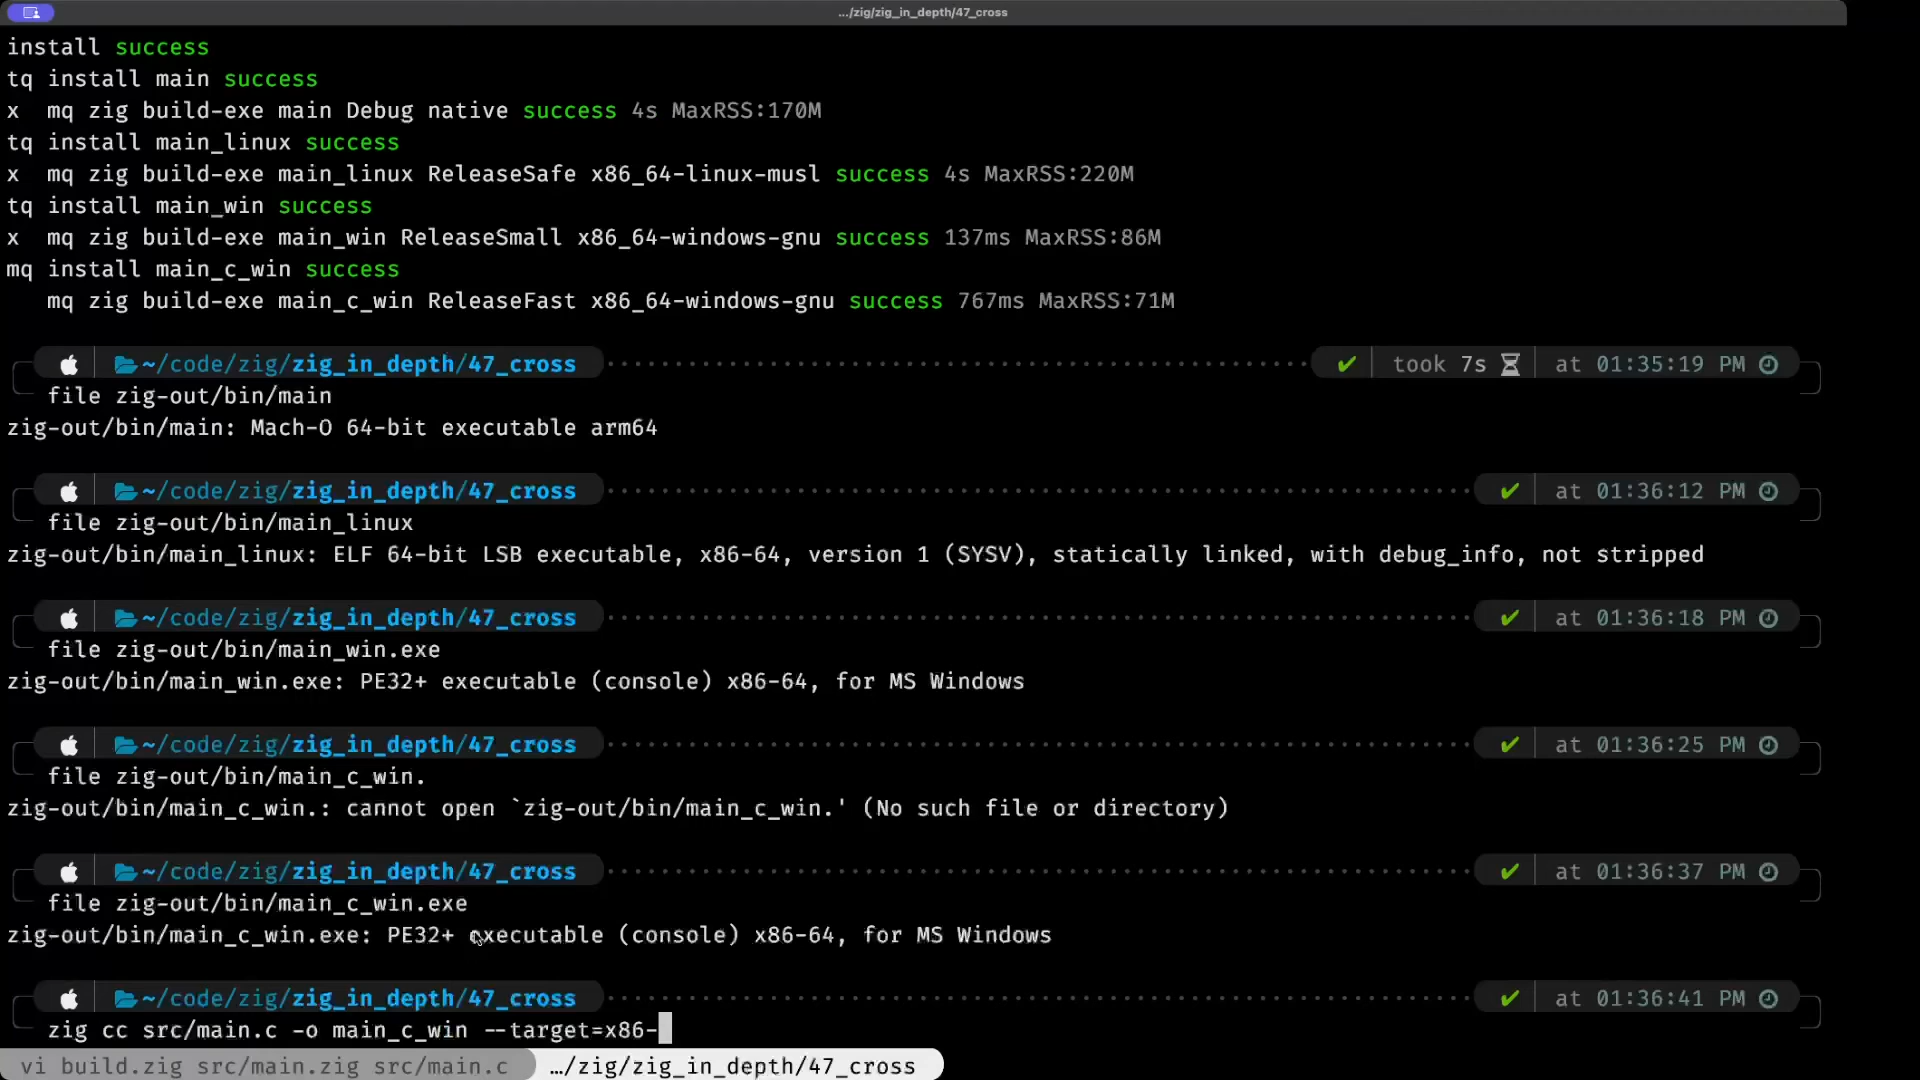 .../zig/zig_in_depth/47_cross
install success
tq install main success
x  mq zig build-exe main Debug native success 4s MaxRSS:170M
tq install main_linux success
x  mq zig build-exe main_linux ReleaseSafe x86_64-linux-musl success 4s MaxRSS:220M
tq install main_win success
x  mq zig build-exe main_win ReleaseSmall x86_64-windows-gnu success 137ms MaxRSS:86M
mq install main_c_win success
   mq zig build-exe main_c_win ReleaseFast x86_64-windows-gnu success 767ms MaxRSS:71M
~/code/zig/zig_in_depth/47_cross ✔ took 7s at 01:35:19 PM
file zig-out/bin/main
zig-out/bin/main: Mach-O 64-bit executable arm64
~/code/zig/zig_in_depth/47_cross ✔ at 01:36:12 PM
file zig-out/bin/main_linux
zig-out/bin/main_linux: ELF 64-bit LSB executable, x86-64, version 1 (SYSV), statically linked, with debug_info, not stripped
~/code/zig/zig_in_depth/47_cross ✔ at 01:36:18 PM
file zig-out/bin/main_win.exe
zig-out/bin/main_win.exe: PE32+ executable (console) x86-64, for MS Windows
~/code/zig/zig_in_depth/47_cross ✔ at 01:36:25 PM
file zig-out/bin/main_c_win.
zig-out/bin/main_c_win.: cannot open `zig-out/bin/main_c_win.' (No such file or directory)
~/code/zig/zig_in_depth/47_cross ✔ at 01:36:37 PM
file zig-out/bin/main_c_win.exe
zig-out/bin/main_c_win.exe: PE32+ executable (console) x86-64, for MS Windows
~/code/zig/zig_in_depth/47_cross ✔ at 01:36:41 PM
zig cc src/main.c -o main_c_win --target=x86-
vi build.zig src/main.zig src/main.c …/zig/zig_in_depth/47_cross